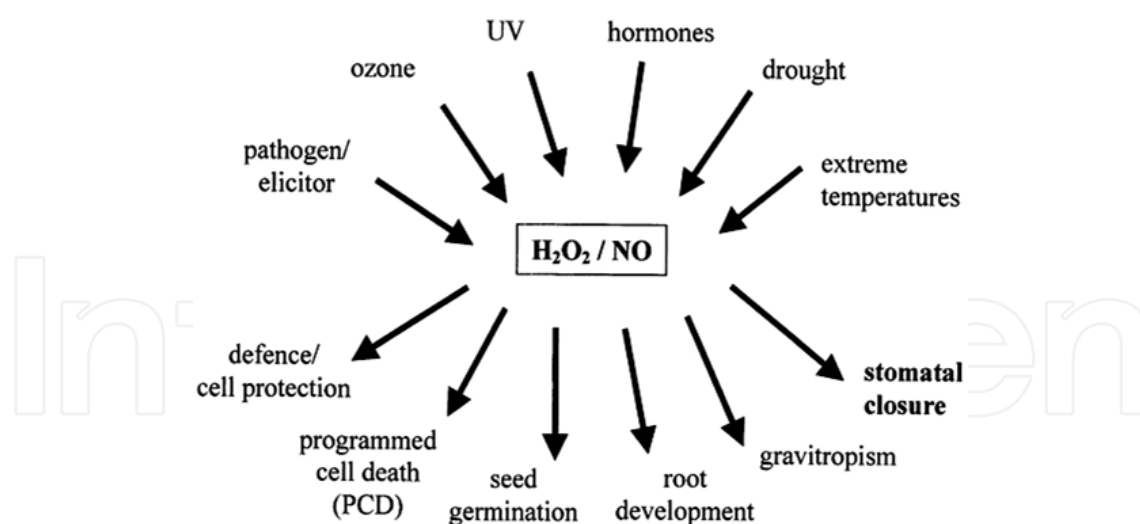 UV
hormones
ozone
drought
pathogen/
elicitor
extreme
temperatures
H₂O₂ / NO
defence/
cell protection
stomatal
closure
programmed
cell death
(PCD)
gravitropism
seed
germination
root
development